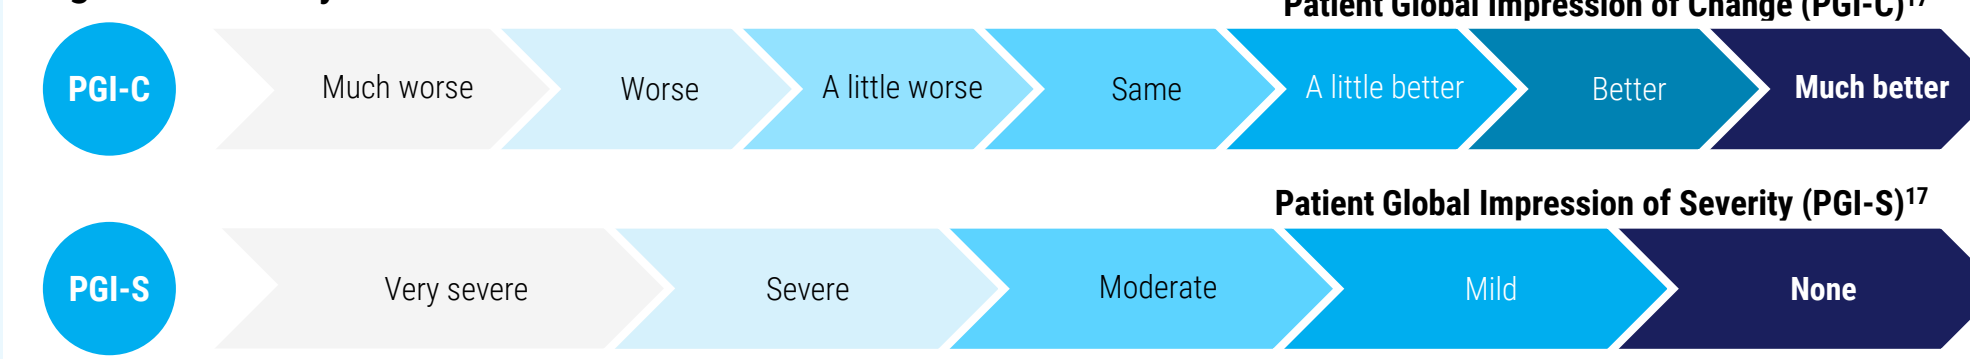 Patient Global Impression of Change (PGI-C)17
PGI-C
Much worse
Worse
A little worse
Same
A little better
Better
Much better
Patient Global Impression of Severity (PGI-S)17
PGI-S
Very severe
Severe
Moderate
Mild
None